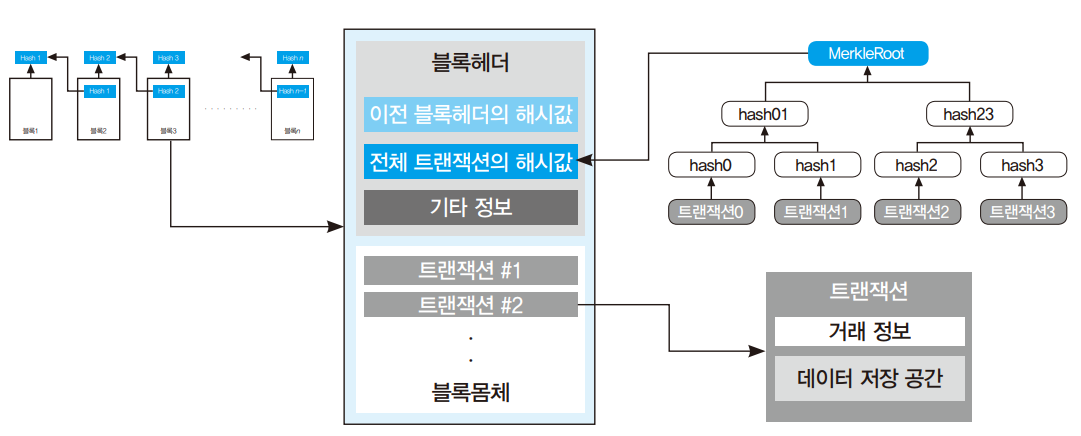 Hash 1
Hash 2
Hash 3
Hash n
Hash 1
Hash 2
Hash n-1
블록1
블록2
블록3
블록n
블록헤더
이전 블록헤더의 해시값
전체 트랜잭션의 해시값
기타 정보
트랜잭션 #1
트랜잭션 #2
블록몸체
MerkleRoot
hash01
hash23
hash0
hash1
hash2
hash3
트랜잭션0
트랜잭션1
트랜잭션2
트랜잭션3
트랜잭션
거래 정보
데이터 저장 공간